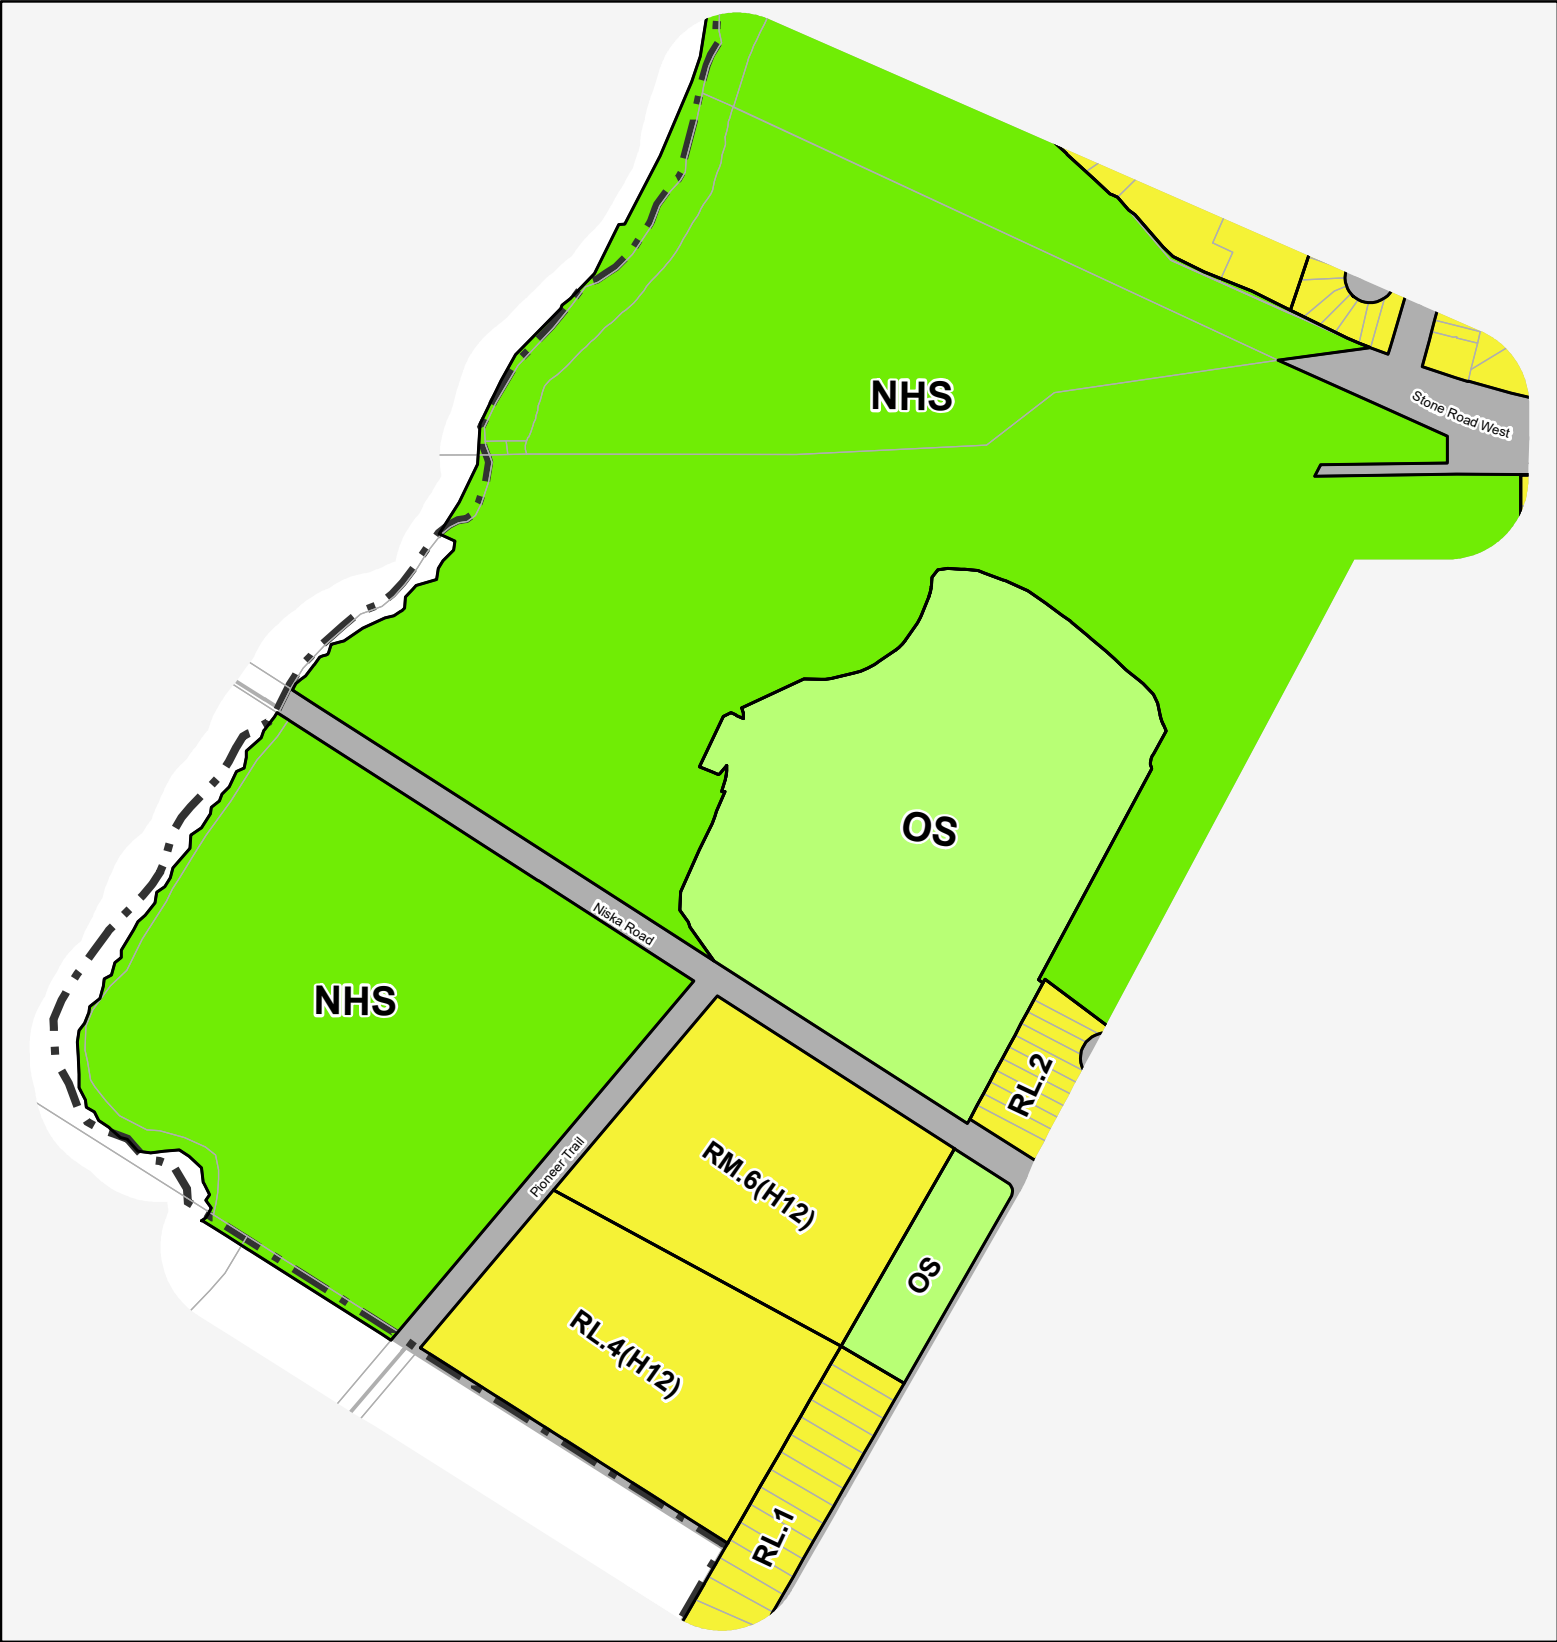 NHS
Stone Road West
OS
Niska Road
NHS
RL.2
Pioneer Trail
RM.6(H12)
OS
RL.4(H12)
RL.1